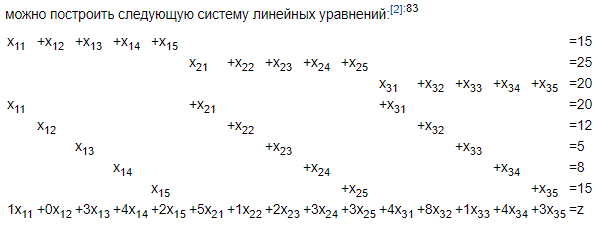 можно построить следующую систему линейных уравнений:[2]:83
x11 +x12 +x13 +x14 +x15 =15
x21 +x22 +x23 +x24 +x25 =25
x31 +x32 +x33 +x34 +x35 =20
x11 +x21 +x31 =20
x12 +x22 +x32 =12
x13 +x23 +x33 =5
x14 +x24 +x34 =8
x15 +x25 +x35 =15
1x11 +0x12 +3x13 +4x14 +2x15 +5x21 +1x22 +2x23 +3x24 +3x25 +4x31 +8x32 +1x33 +4x34 +3x35 =z